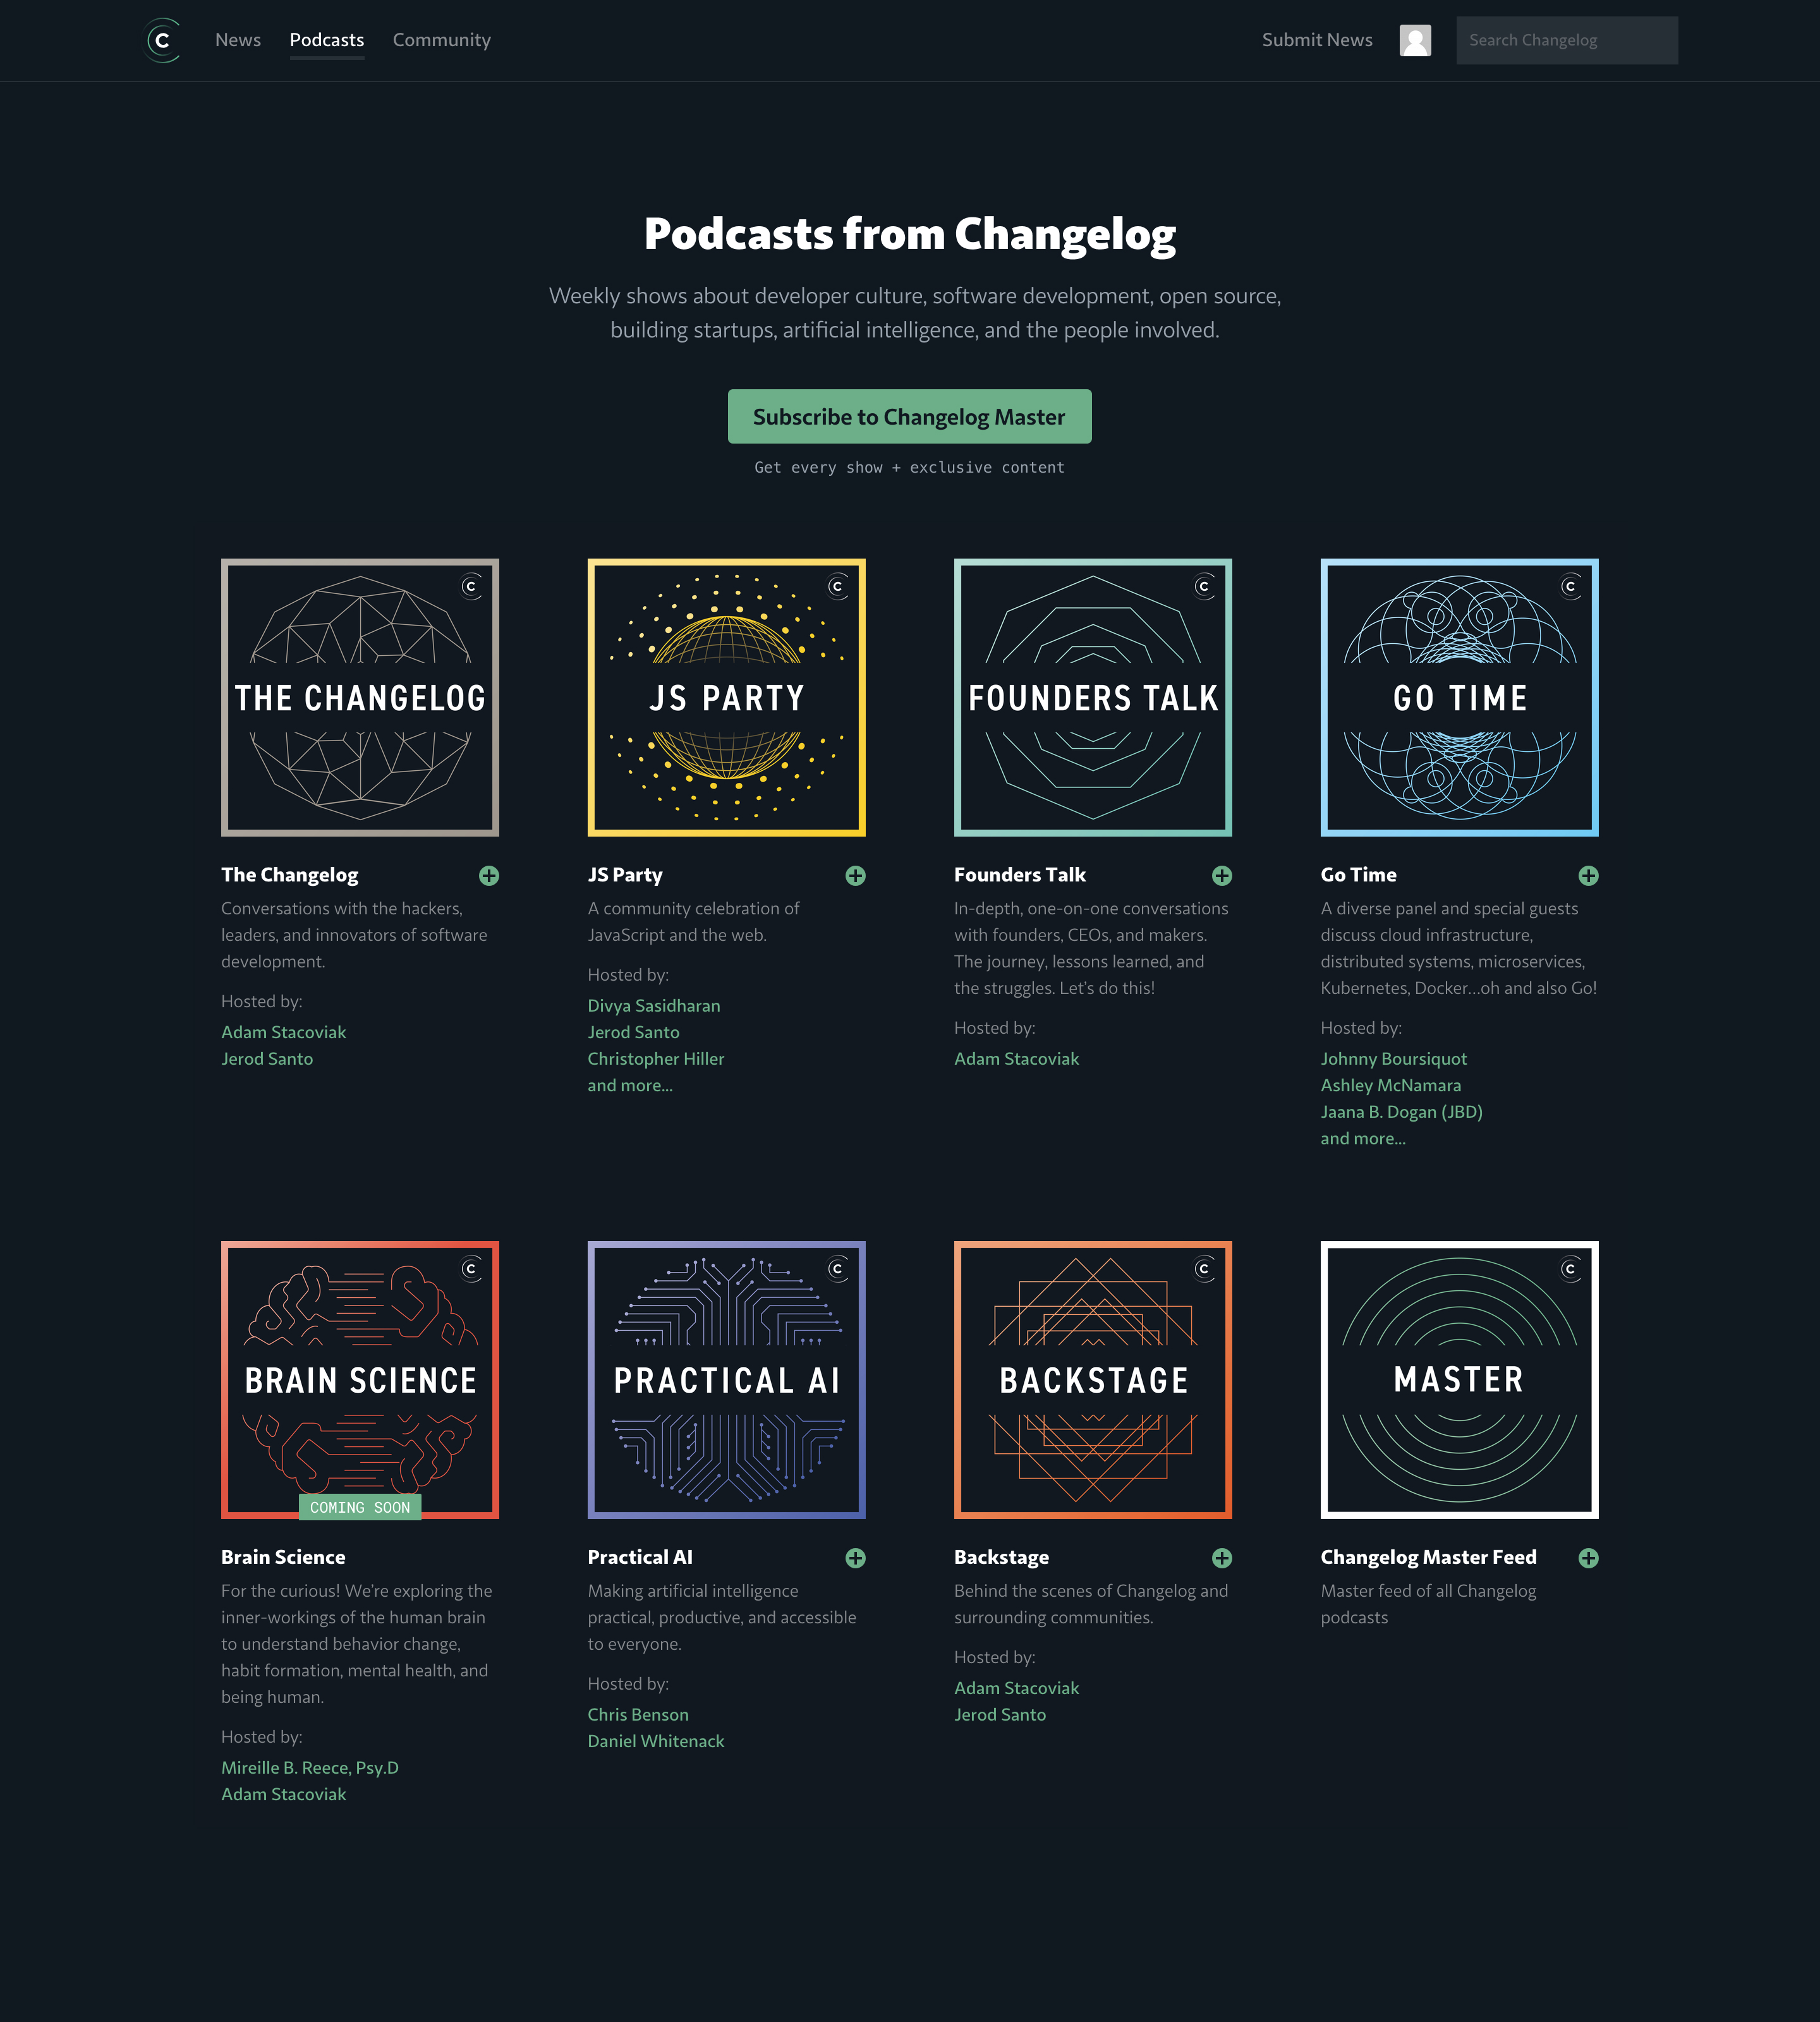 C
News
Podcasts
Community
Submit News
Search Changelog
Podcasts from Changelog
Weekly shows about developer culture, software development, open source,
building startups, artificial intelligence, and the people involved.
Subscribe to Changelog Master
Get every show + exclusive content
C
THE CHANGELOG
The Changelog
Conversations with the hackers,
leaders, and innovators of software
development.
Hosted by:
Adam Stacoviak
Jerod Santo
C
JS PARTY
JS Party
A community celebration of
JavaScript and the web.
Hosted by:
Divya Sasidharan
Jerod Santo
Christopher Hiller
and more...
C
FOUNDERS TALK
Founders Talk
In-depth, one-on-one conversations
with founders, CEOs, and makers.
The journey, lessons learned, and
the struggles. Let's do this!
Hosted by:
Adam Stacoviak
C
GO TIME
Go Time
A diverse panel and special guests
discuss cloud infrastructure,
distributed systems, microservices,
Kubernetes, Docker...oh and also Go!
Hosted by:
Johnny Boursiquot
Ashley McNamara
Jaana B. Dogan (JBD)
and more...
C
BRAIN SCIENCE
COMING SOON
Brain Science
For the curious! We're exploring the
inner-workings of the human brain
to understand behavior change,
habit formation, mental health, and
being human.
Hosted by:
Mireille B. Reece, Psy.D
Adam Stacoviak
C
PRACTICAL AI
Practical AI
Making artificial intelligence
practical, productive, and accessible
to everyone.
Hosted by:
Chris Benson
Daniel Whitenack
C
BACKSTAGE
Backstage
Behind the scenes of Changelog and
surrounding communities.
Hosted by:
Adam Stacoviak
Jerod Santo
C
MASTER
Changelog Master Feed
Master feed of all Changelog
podcasts